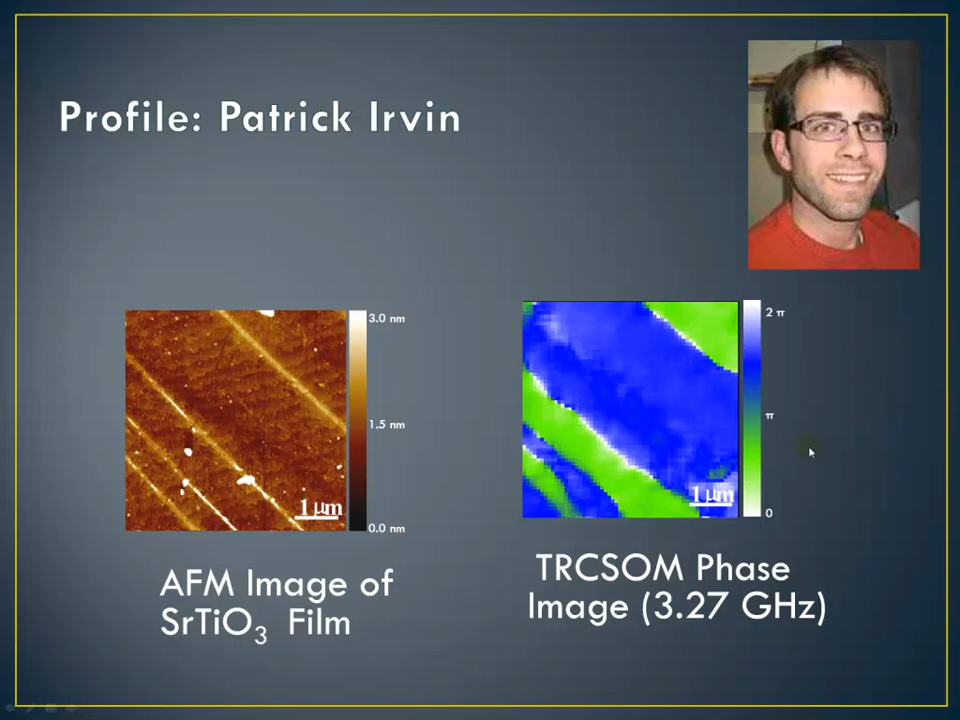 Profile: Patrick Irvin
3.0 nm
1.5 nm
0.0 nm
1 μm
2 π
π
0
1 μm
AFM Image of
SrTiO₃ Film
TRCSOM Phase
Image (3.27 GHz)